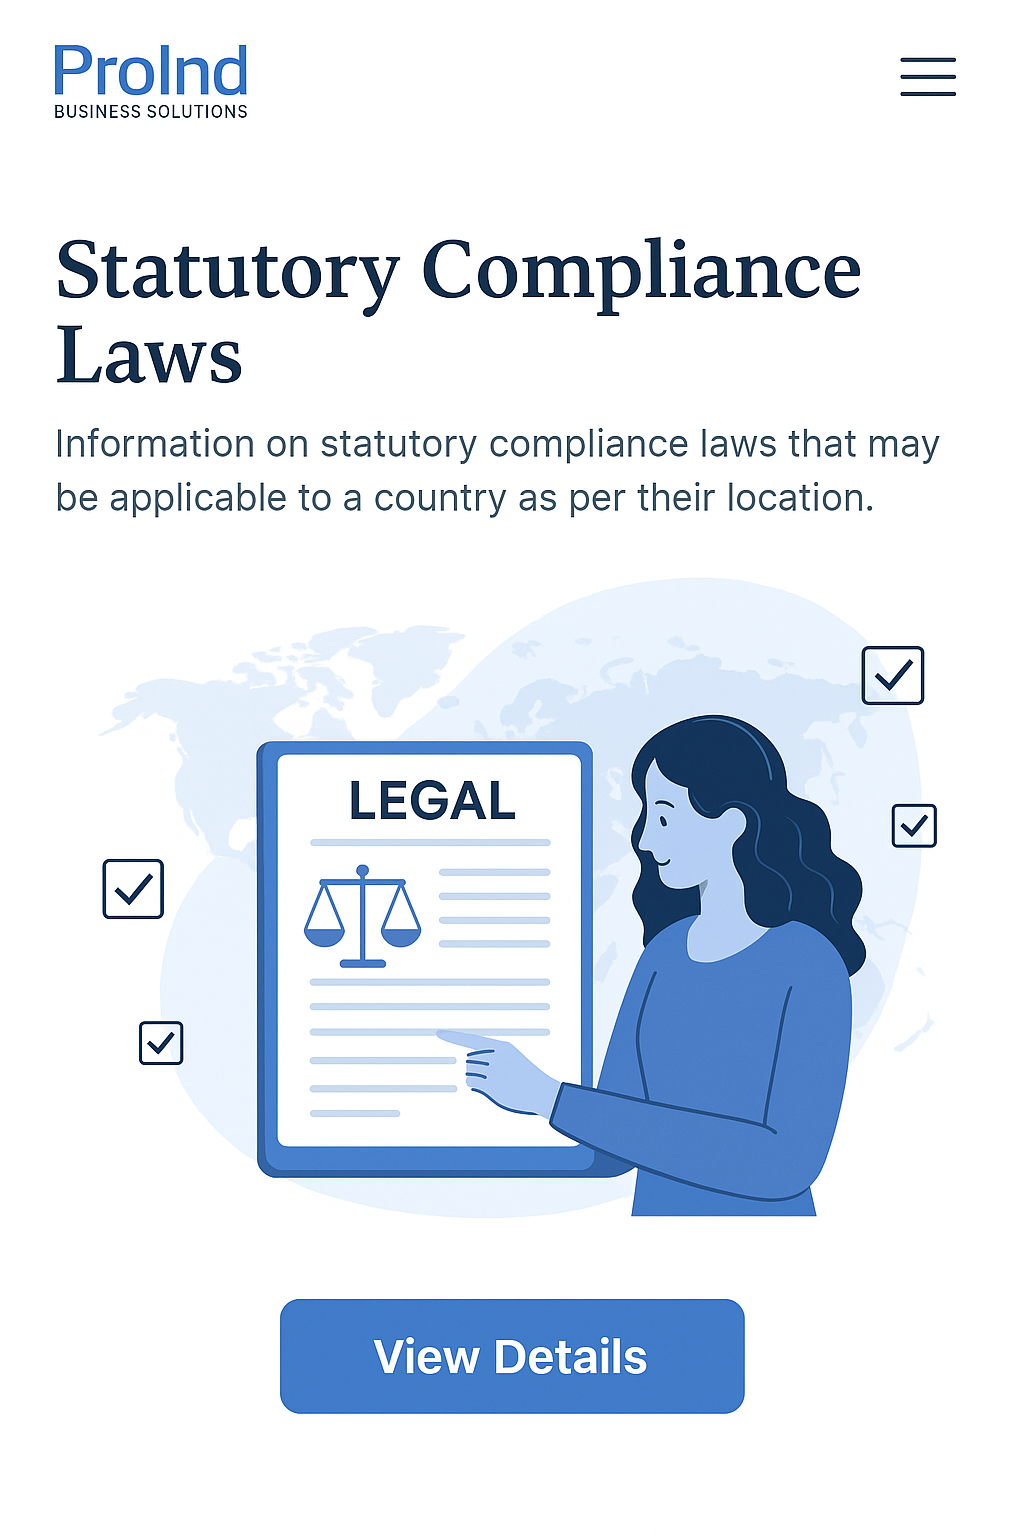 ProInd
BUSINESS SOLUTIONS
Statutory Compliance
Laws
Information on statutory compliance laws that may
be applicable to a country as per their location.
LEGAL
View Details